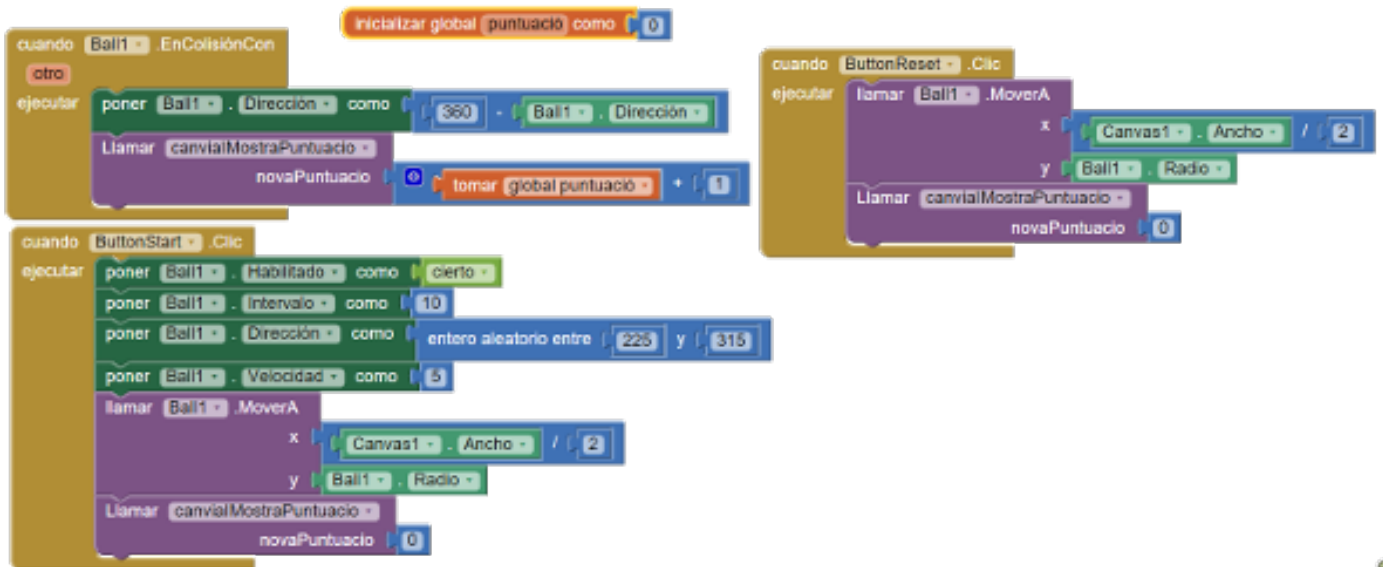 inicializar global puntuació como 0
cuando Ball1 .EnColisiónCon
otro
ejecutar poner Ball1 . Dirección como 360 - Ball1 . Dirección
Llamar canviaIMostraPuntuacio
novaPuntuacio tomar global puntuació + 1
cuando ButtonStart .Clic
ejecutar poner Ball1 . Habilitado como cierto
poner Ball1 . Intervalo como 10
poner Ball1 . Dirección como entero aleatorio entre 225 y 315
poner Ball1 . Velocidad como 5
llamar Ball1 .MoverA
x Canvas1 . Ancho / 2
y Ball1 . Radio
Llamar canviaIMostraPuntuacio
novaPuntuacio 0
cuando ButtonReset .Clic
ejecutar llamar Ball1 .MoverA
x Canvas1 . Ancho / 2
y Ball1 . Radio
Llamar canviaIMostraPuntuacio
novaPuntuacio 0